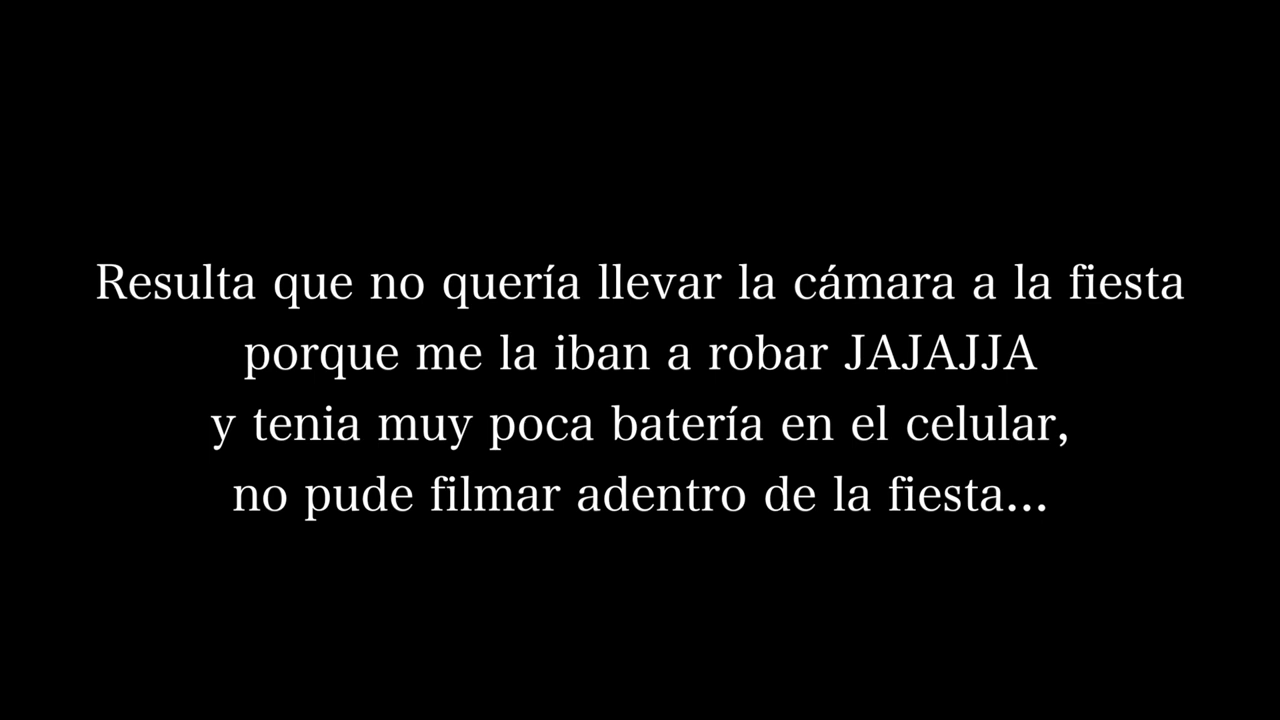 Resulta que no quería llevar la cámara a la fiesta
porque me la iban a robar JAJAJJA
y tenia muy poca batería en el celular,
no pude filmar adentro de la fiesta...